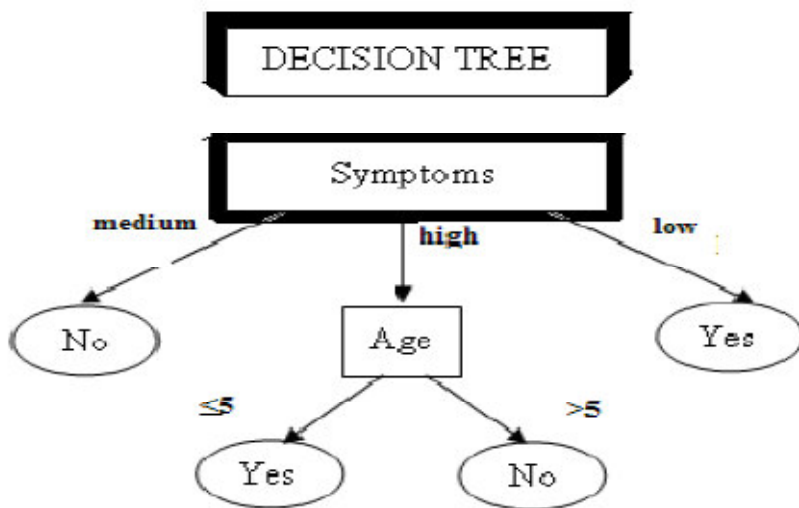 DECISION TREE
Symptoms
medium
high
low
No
Age
Yes
≤5
>5
Yes
No